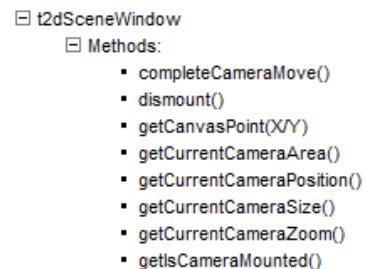 t2dSceneWindow
Methods:
completeCameraMove()
dismount()
getCanvasPoint(X/Y)
getCurrentCameraArea()
getCurrentCameraPosition()
getCurrentCameraSize()
getCurrentCameraZoom()
getIsCameraMounted()